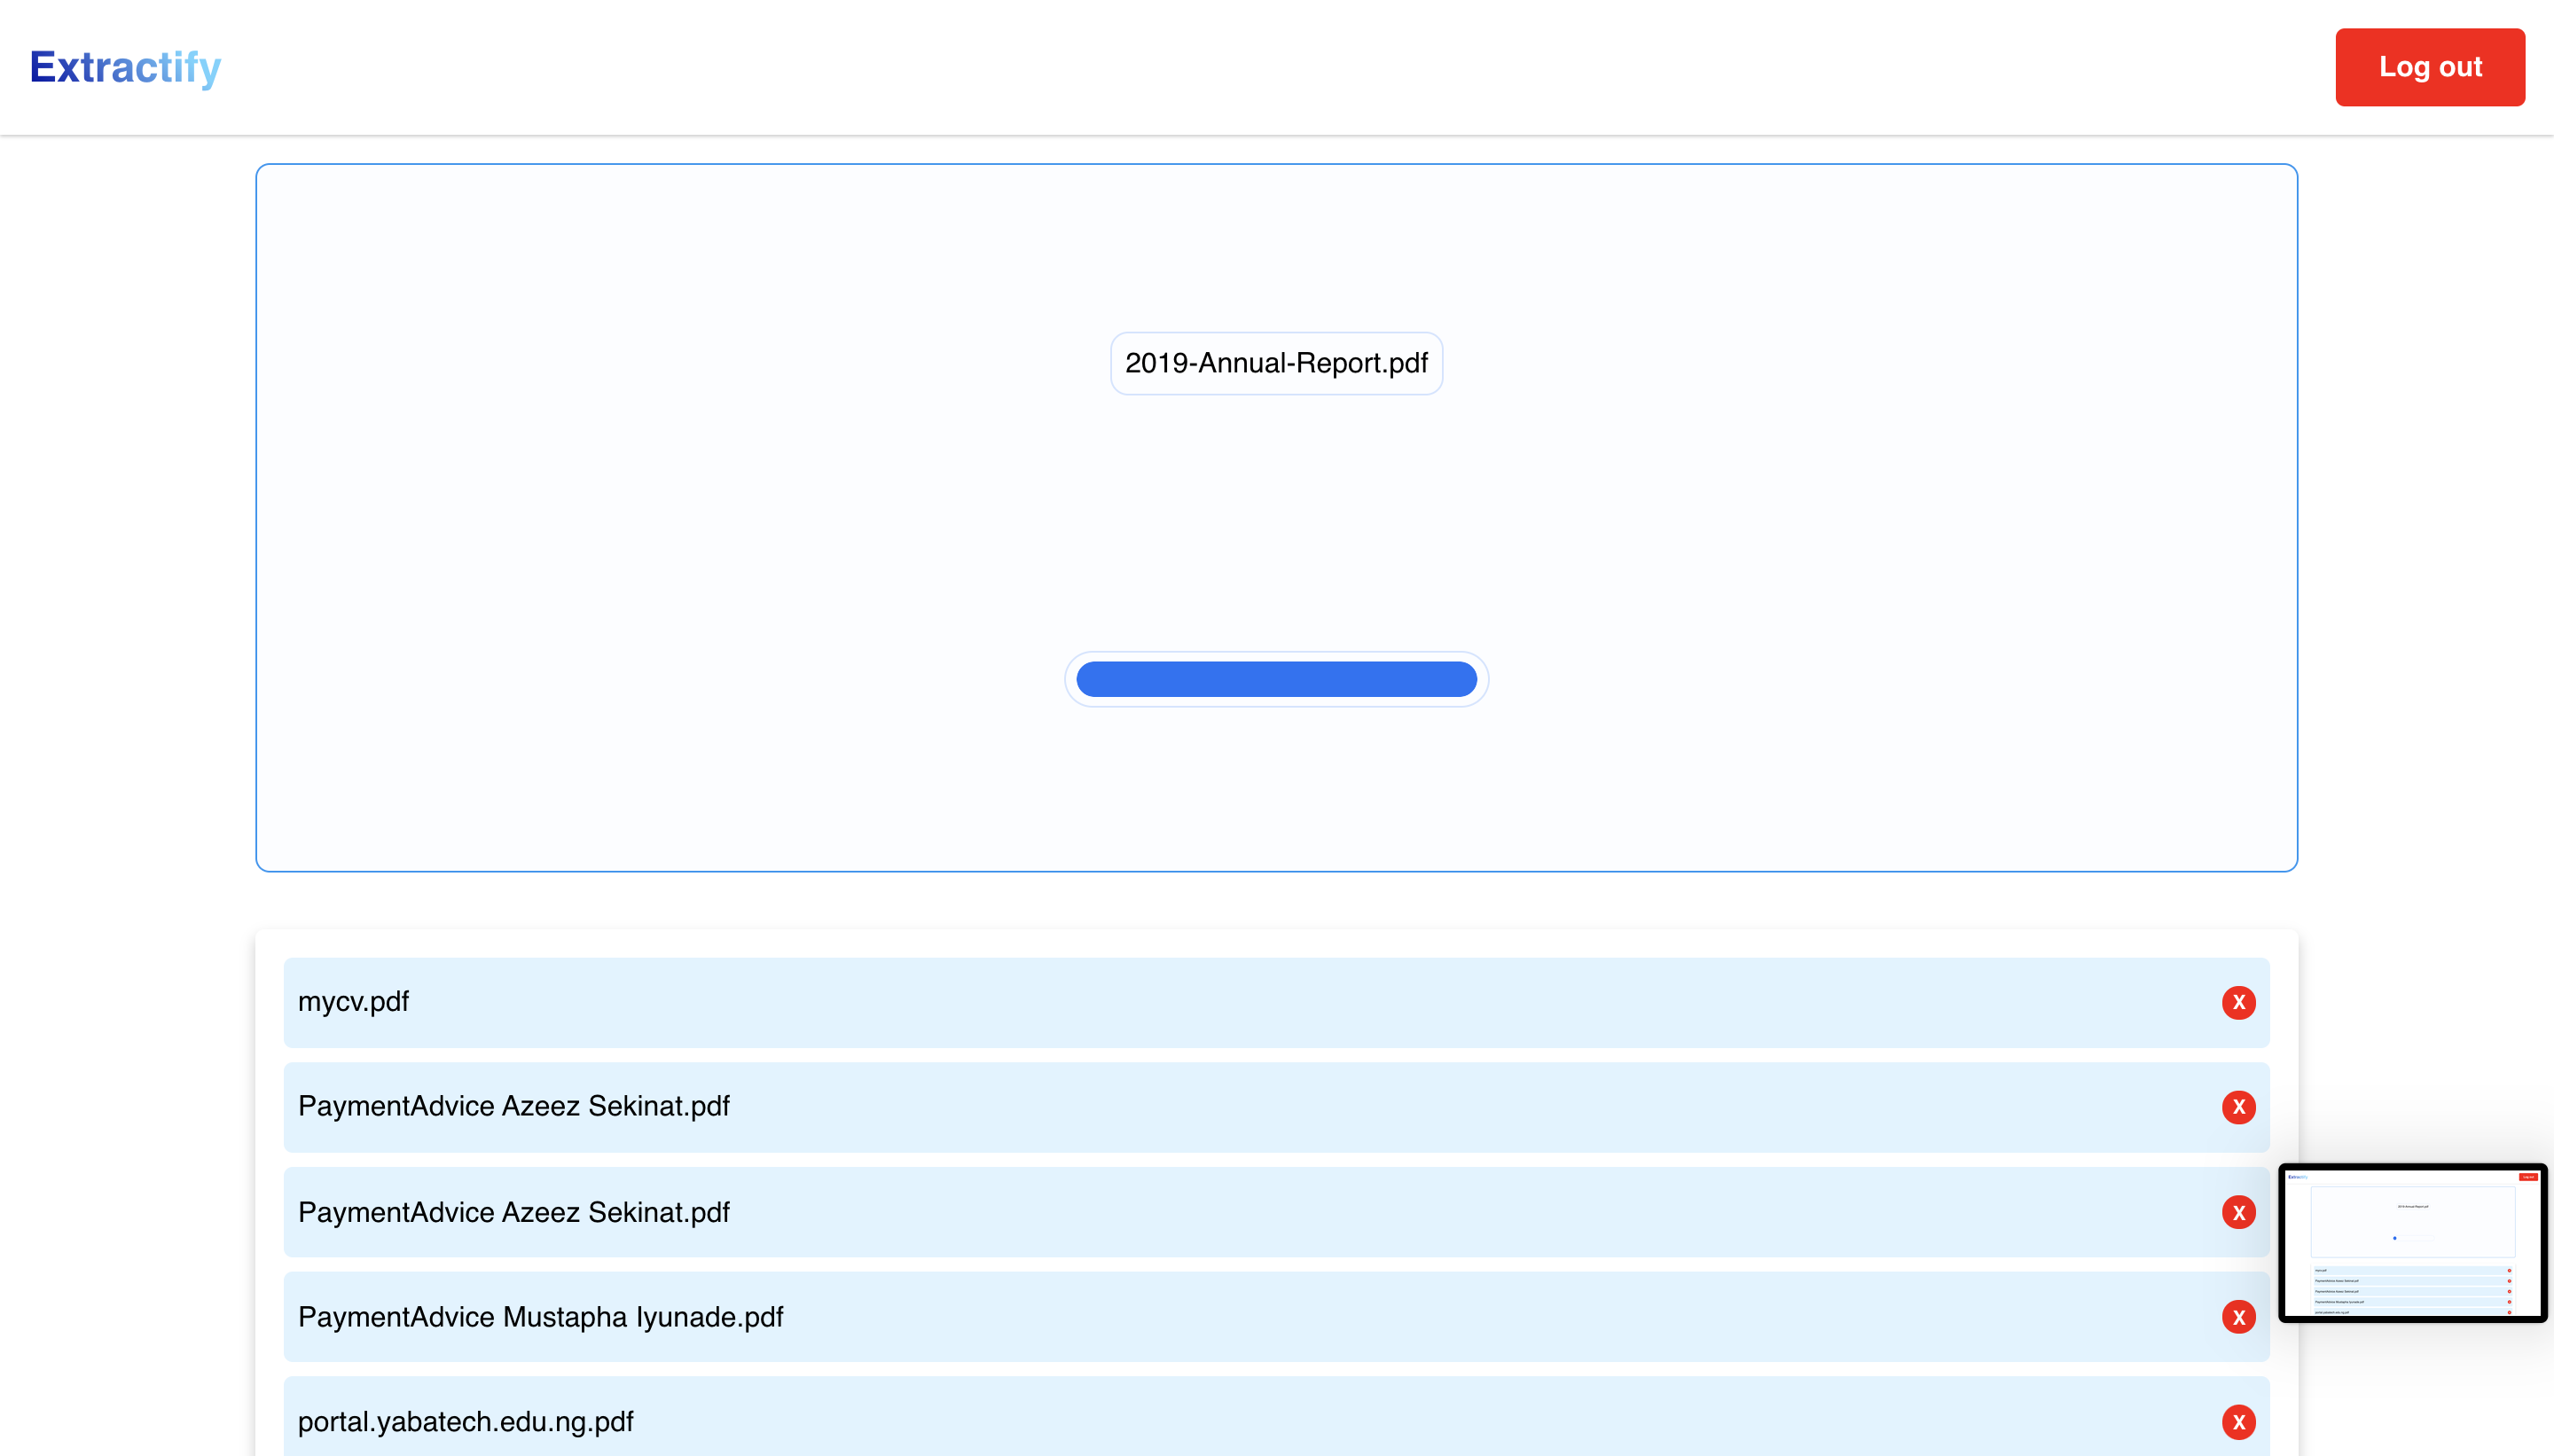 Extractify
Log out
2019-Annual-Report.pdf
mycv.pdf
X
PaymentAdvice Azeez Sekinat.pdf
X
PaymentAdvice Azeez Sekinat.pdf
X
PaymentAdvice Mustapha Iyunade.pdf
X
portal.yabatech.edu.ng.pdf
X